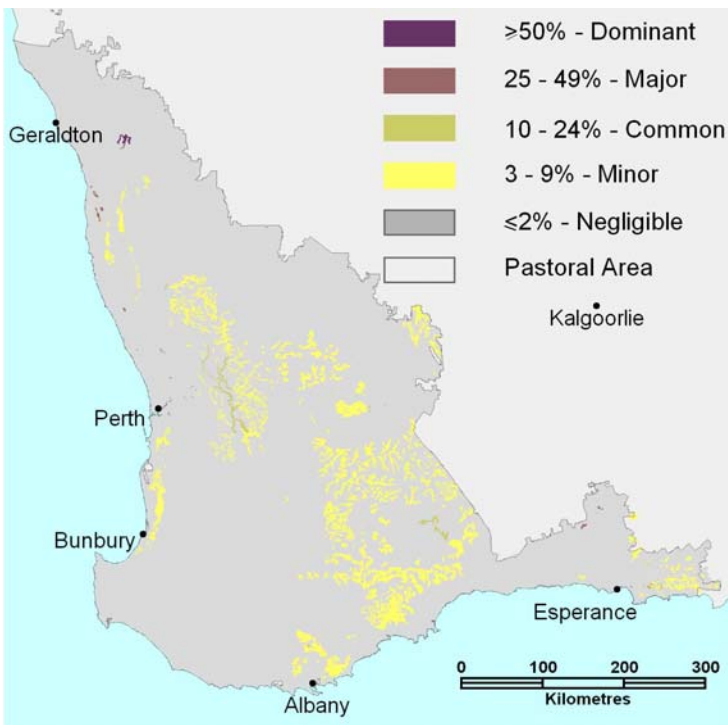 ≥50% - Dominant
25 - 49% - Major
Geraldton
10 - 24% - Common
3 - 9% - Minor
≤2% - Negligible
Pastoral Area
Kalgoorlie
Perth
Bunbury
Esperance
Albany
0 100 200 300
Kilometres